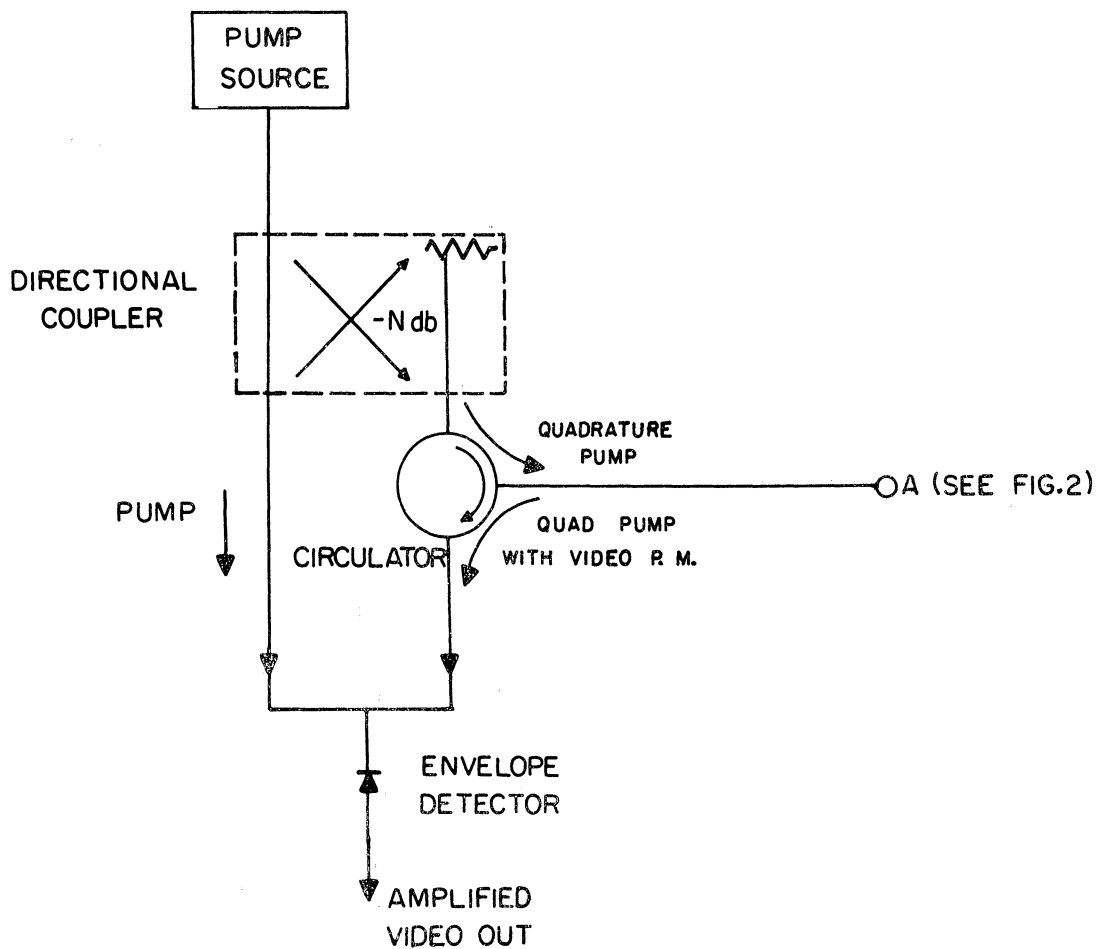 PUMP
SOURCE
DIRECTIONAL
COUPLER
-N db
QUADRATURE
PUMP
A (SEE FIG.2)
PUMP
QUAD PUMP
WITH VIDEO P. M.
CIRCULATOR
ENVELOPE
DETECTOR
AMPLIFIED
VIDEO OUT